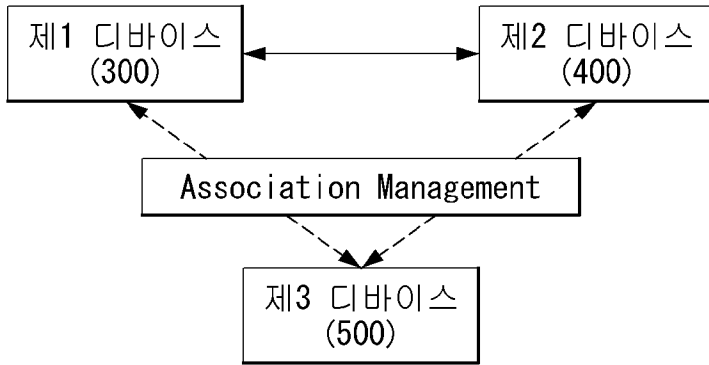 제1 디바이스
(300)
제2 디바이스
(400)
Association Management
제3 디바이스
(500)